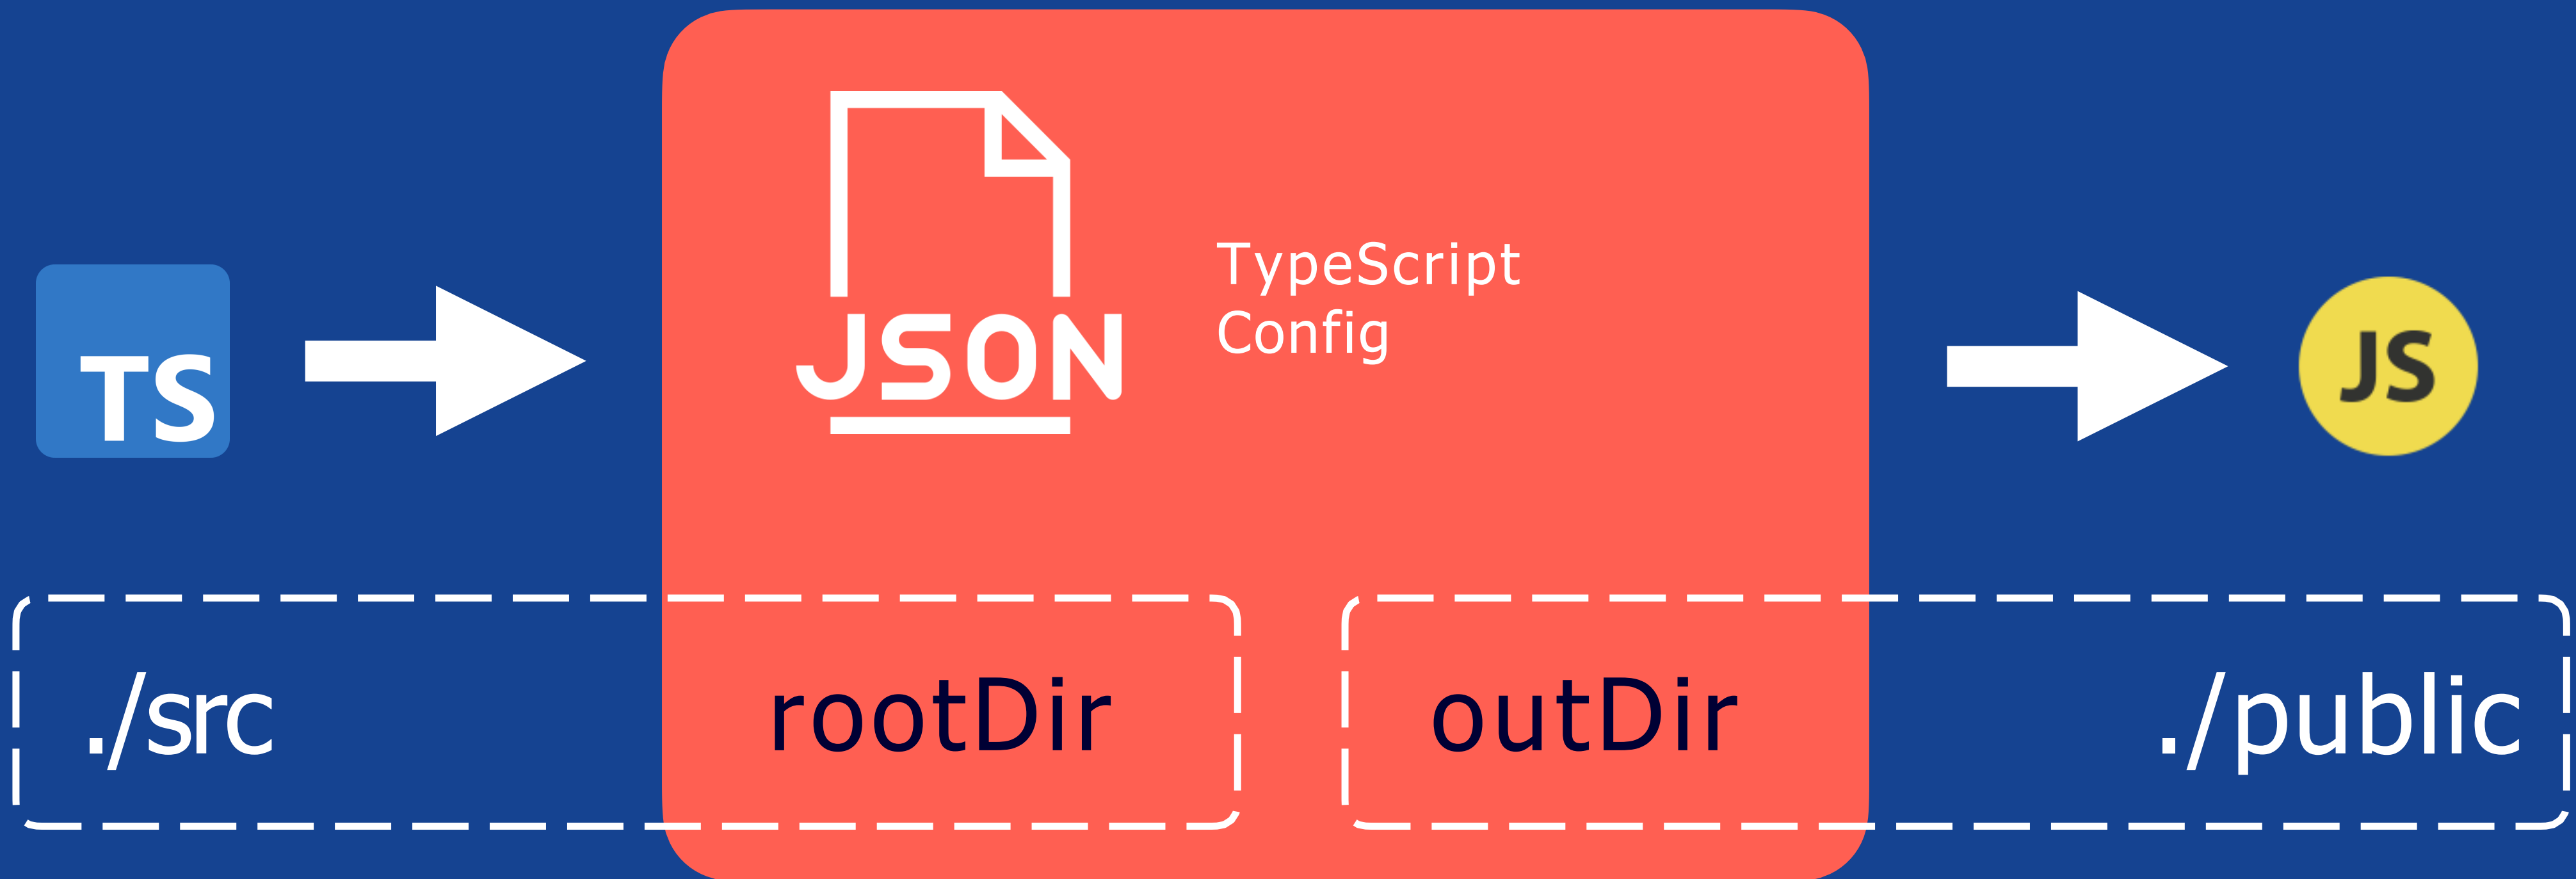 TS
JSON
TypeScript
Config
JS
./src
rootDir
outDir
./public